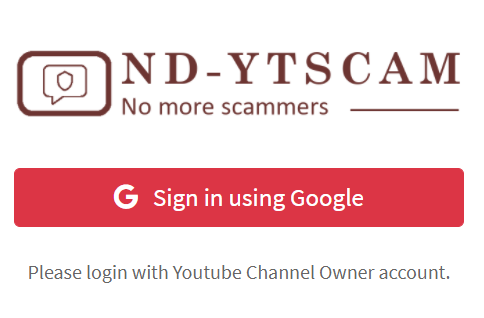 ND-YTSCAM
No more scammers
Sign in using Google
Please login with Youtube Channel Owner account.